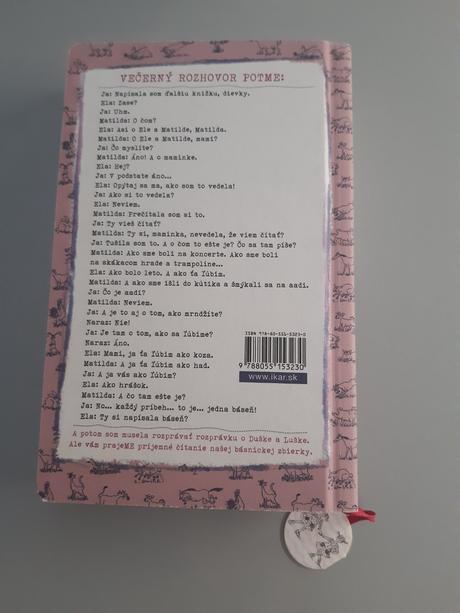 VEČERNÝ ROZHOVOR POTME:
Ja: Napísala som ďalšiu knižku, dievky.
Ela: Zase?
Ja: Uhm.
Matilda: O čom?
Ela: Asi o Ele a Matilde, Matilda.
Matilda: O Ele a Matilde, mami?
Ja: Čo myslíte?
Matilda: Áno! A o maminke.
Ela: Hej?
Ja: V podstate áno...
Ela: Opýtaj sa ma, ako som to vedela!
Ja: Ako si to vedela?
Ela: Neviem.
Matilda: Prečítala som si to.
Ja: Ty vieš čítať?
Matilda: Ty si, maminka, nevedela, že viem čítať?
Ja: Tušila som to. A o čom to ešte je? Čo sa tam píše?
Matilda: Ako sme boli na koncerte. Ako sme boli
na skákacom hrade a trampolíne...
Ela: Ako bolo leto. A ako ťa ľúbim.
Matilda: A ako sme išli do kútika a šmýkali sa na aadi.
Ja: Čo je aadi?
Matilda: Neviem.
Ja: A je to aj o tom, ako mrndžíte?
Naraz: Nie!
Ja: Je tam o tom, ako sa ľúbime?
Naraz: Áno.
Ela: Mami, ja ťa ľúbim ako koza.
Matilda: A ja ťa ľúbim ako had.
Ja: A ja vás ako ľúbim?
Ela: Ako hrášok.
Matilda: A čo tam ešte je?
Ja: No... každý príbeh... to je... jedna báseň!
Ela: Ty si napísala báseň?
A potom som musela rozprávať rozprávku o Duške a Luške.
Ale vám prajeME príjemné čítanie našej básnickej zbierky.
ISBN 978-80-551-5323-0
9 788055 153230
www.ikar.sk